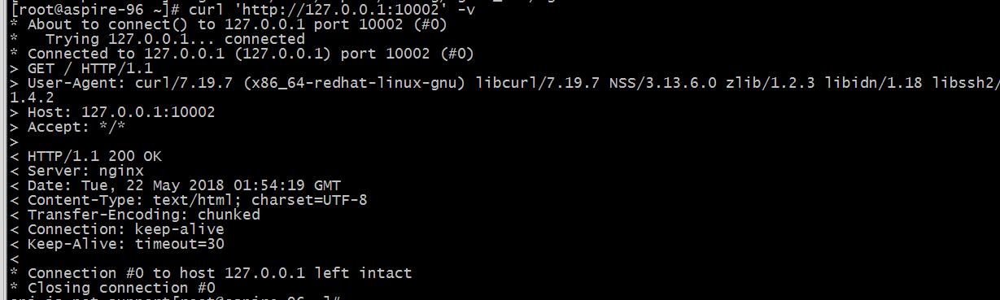 [root@aspire-96 ~]# curl 'http://127.0.0.1:10002' -v
* About to connect() to 127.0.0.1 port 10002 (#0)
*   Trying 127.0.0.1... connected
* Connected to 127.0.0.1 (127.0.0.1) port 10002 (#0)
> GET / HTTP/1.1
> User-Agent: curl/7.19.7 (x86_64-redhat-linux-gnu) libcurl/7.19.7 NSS/3.13.6.0 zlib/1.2.3 libidn/1.18 libssh2/
1.4.2
> Host: 127.0.0.1:10002
> Accept: */*
>
< HTTP/1.1 200 OK
< Server: nginx
< Date: Tue, 22 May 2018 01:54:19 GMT
< Content-Type: text/html; charset=UTF-8
< Transfer-Encoding: chunked
< Connection: keep-alive
< Keep-Alive: timeout=30
<
* Connection #0 to host 127.0.0.1 left intact
* Closing connection #0
api is not support[root@aspire-96 ~]#